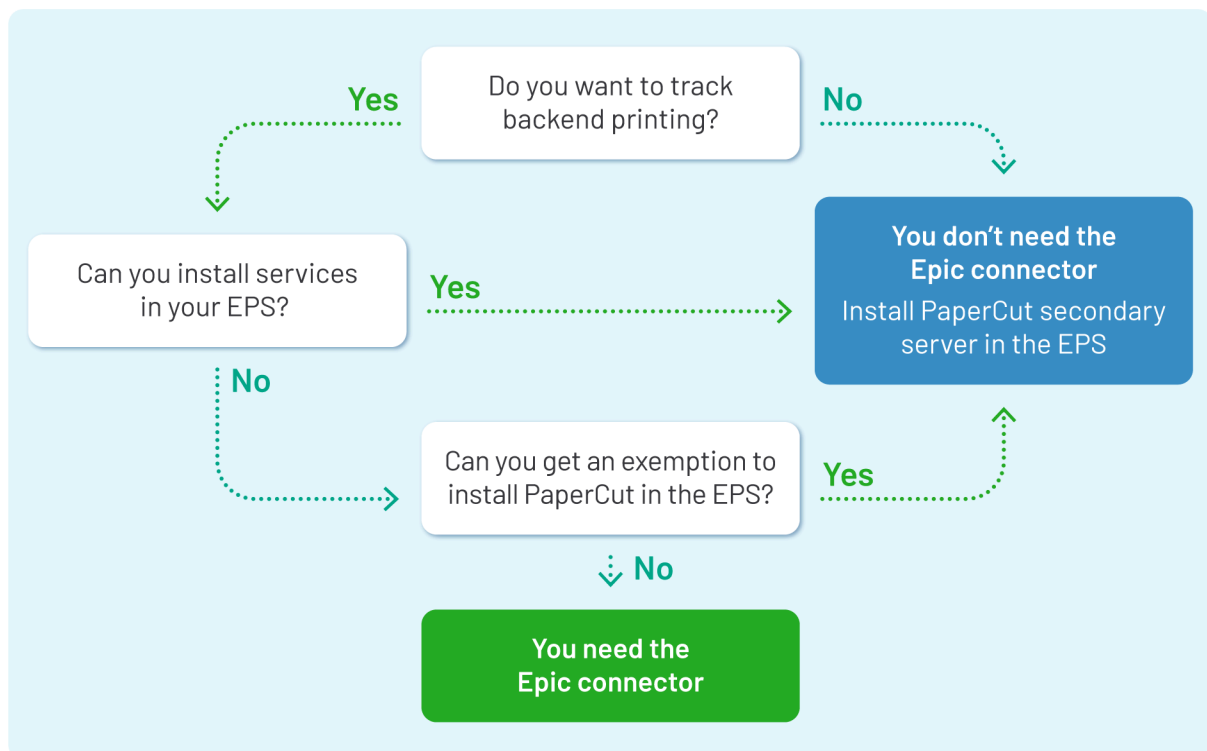 Do you want to track
backend printing?
Yes
No
Can you install services
in your EPS?
Yes
You don’t need the
Epic connector
Install PaperCut secondary
server in the EPS
No
Can you get an exemption to
install PaperCut in the EPS?
Yes
No
You need the
Epic connector